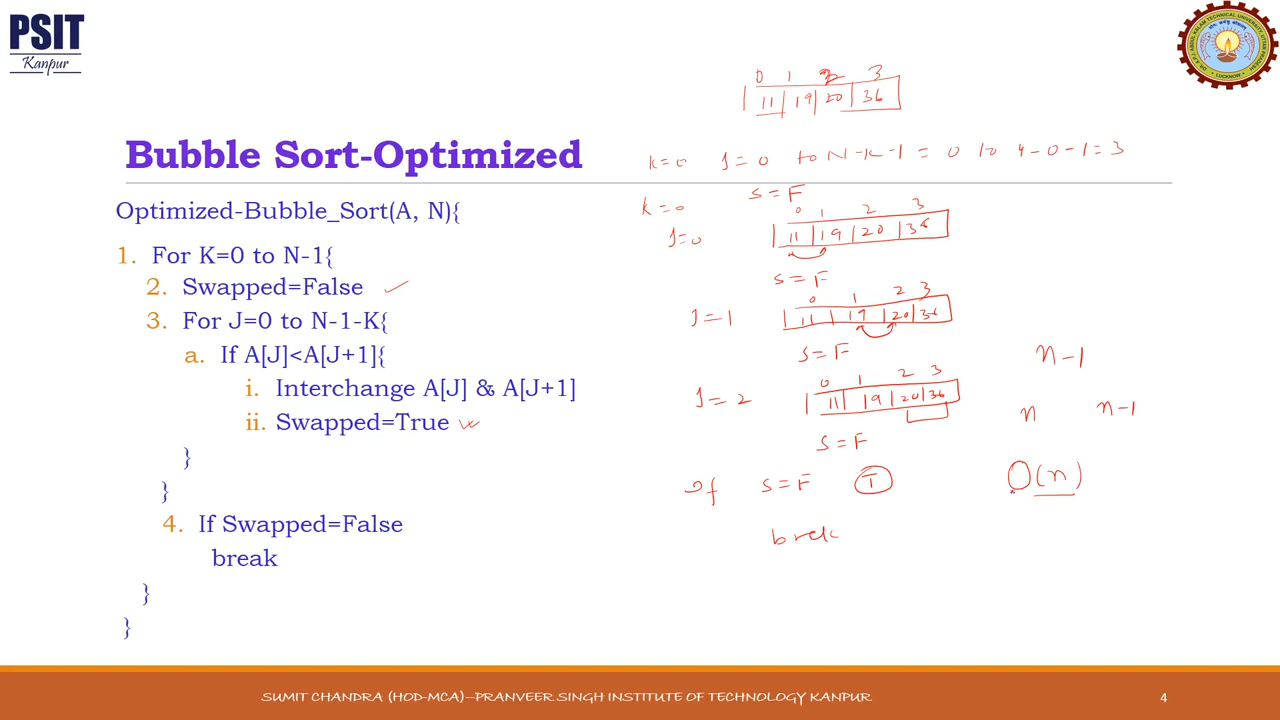 PSIT
Kanpur
Bubble Sort-Optimized
Optimized-Bubble_Sort(A, N){
1. For K=0 to N-1{
2. Swapped=False
3. For J=0 to N-1-K{
a. If A[J]<A[J+1]{
i. Interchange A[J] & A[J+1]
ii. Swapped=True
}
}
4. If Swapped=False
break
}
}
0 1 2 3
11 19 20 36
K=0 J=0 to N-K-1 = 0 to 4-0-1=3
S=F
K=0
0 1 2 3
J=0 11 19 20 36
S=F
0 1 2 3
J=1 11 19 20 36
S=F
n-1
0 1 2 3
J=2 11 19 20 36
n n-1
S=F
If S=F T
O(n)
SUMIT CHANDRA (HOD-MCA)--PRANVEER SINGH INSTITUTE OF TECHNOLOGY KANPUR
4